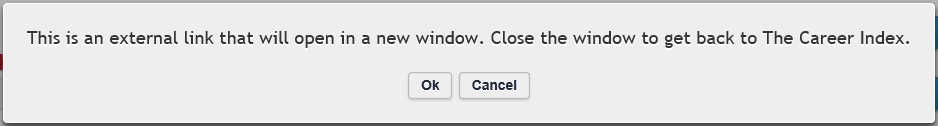 This is an external link that will open in a new window. Close the window to get back to The Career Index.
Ok Cancel